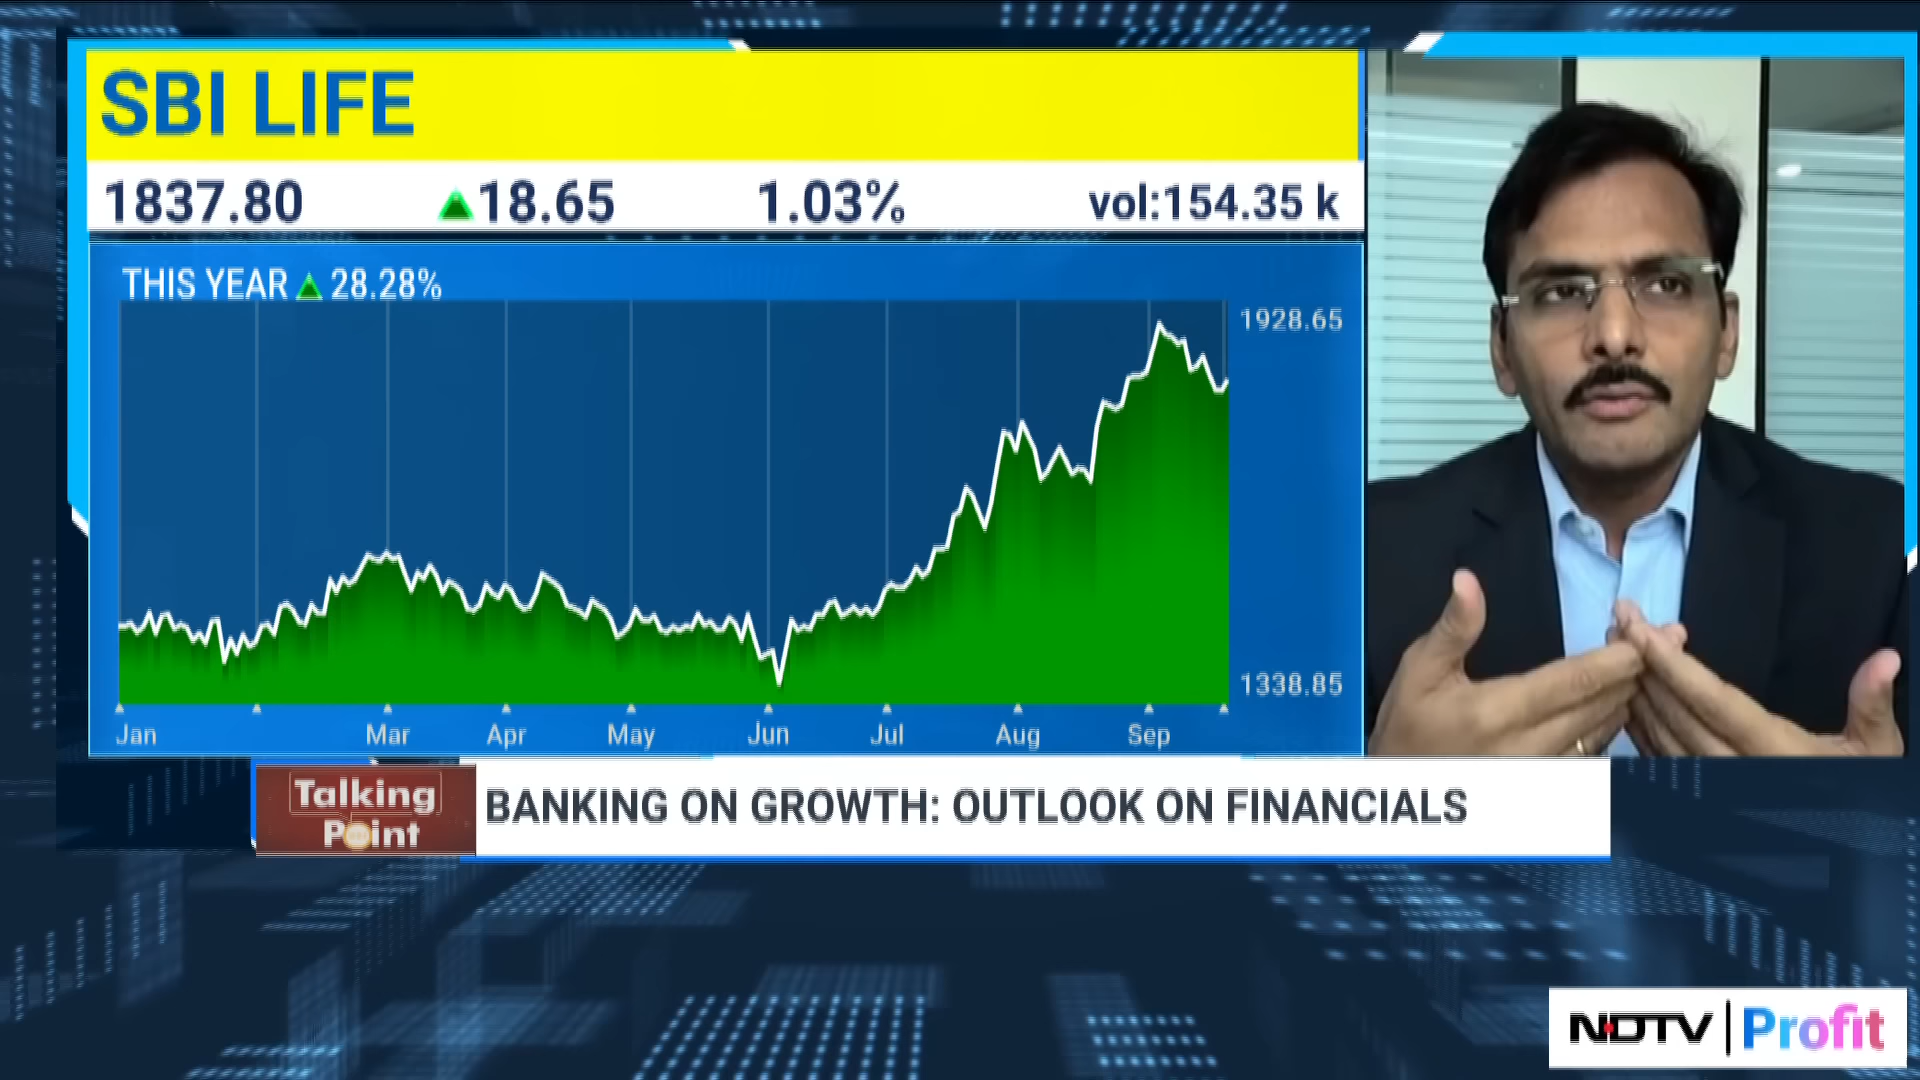 SBI LIFE
1837.80 ▲18.65 1.03% vol:154.35 k
THIS YEAR ▲ 28.28%
1928.65
1338.85
Jan Mar Apr May Jun Jul Aug Sep
Talking
Point
BANKING ON GROWTH: OUTLOOK ON FINANCIALS
NDTV | Profit